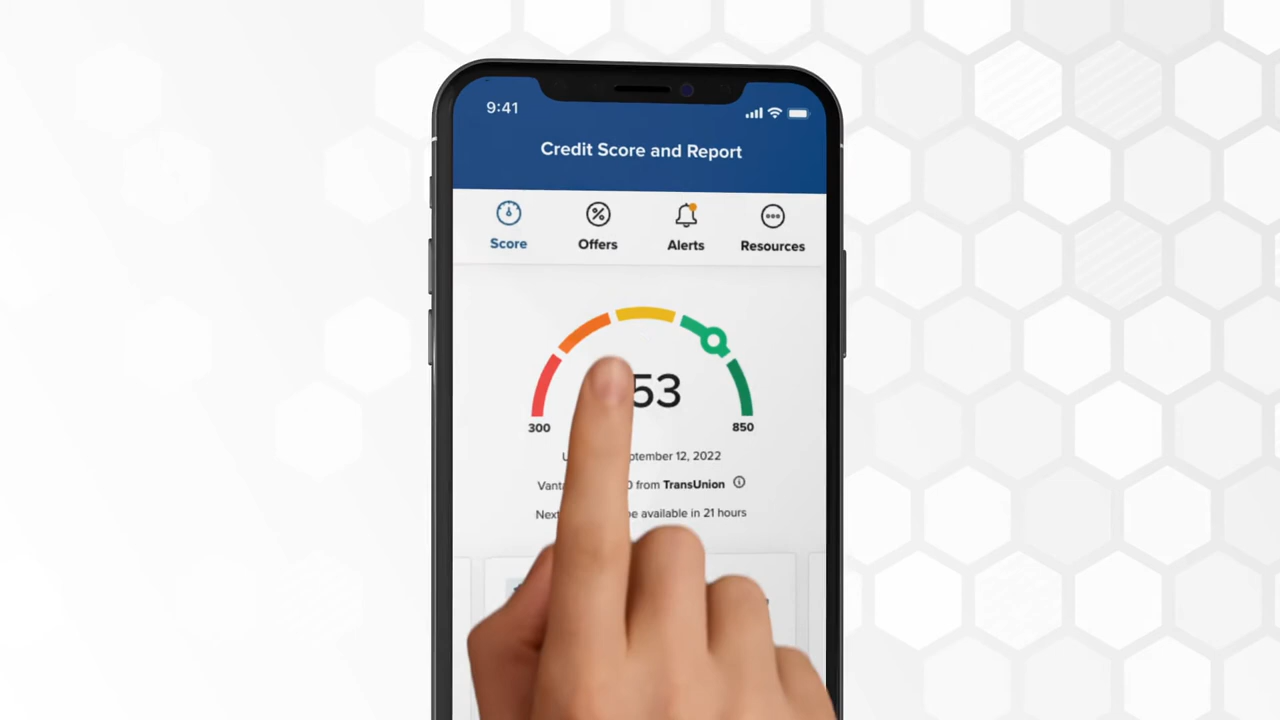 9:41
Credit Score and Report
Score Offers Alerts Resources
53
300 850
12, 2022
from TransUnion
available in 21 hours